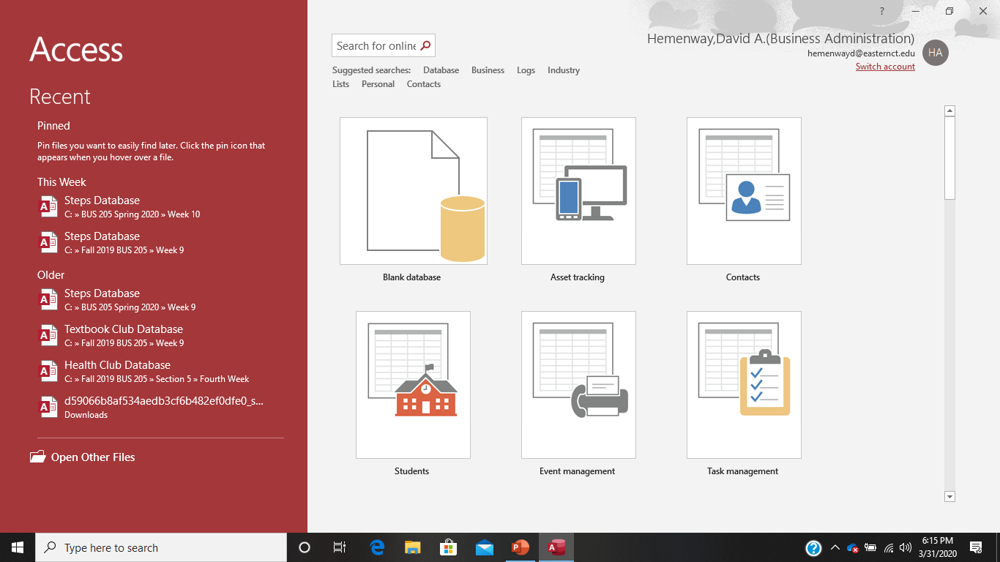 Access
Recent
Pinned
Pin files you want to easily find later. Click the pin icon that
appears when you hover over a file.
This Week
Steps Database
C: » BUS 205 Spring 2020 » Week 10
Steps Database
C: » Fall 2019 BUS 205 » Week 9
Older
Steps Database
C: » BUS 205 Spring 2020 » Week 9
Textbook Club Database
C: » Fall 2019 BUS 205 » Week 9
Health Club Database
C: » Fall 2019 BUS 205 » Section 5 » Fourth Week
d59066b8af534aedb3cf6b482ef0dfe0_s...
Downloads
Open Other Files
Search for online
Suggested searches: Database Business Logs Industry
Lists Personal Contacts
Hemenway,David A.(Business Administration)
hemenwayd@easternct.edu
Switch account
HA
Blank database
Asset tracking
Contacts
Students
Event management
Task management
Type here to search
6:15 PM
3/31/2020